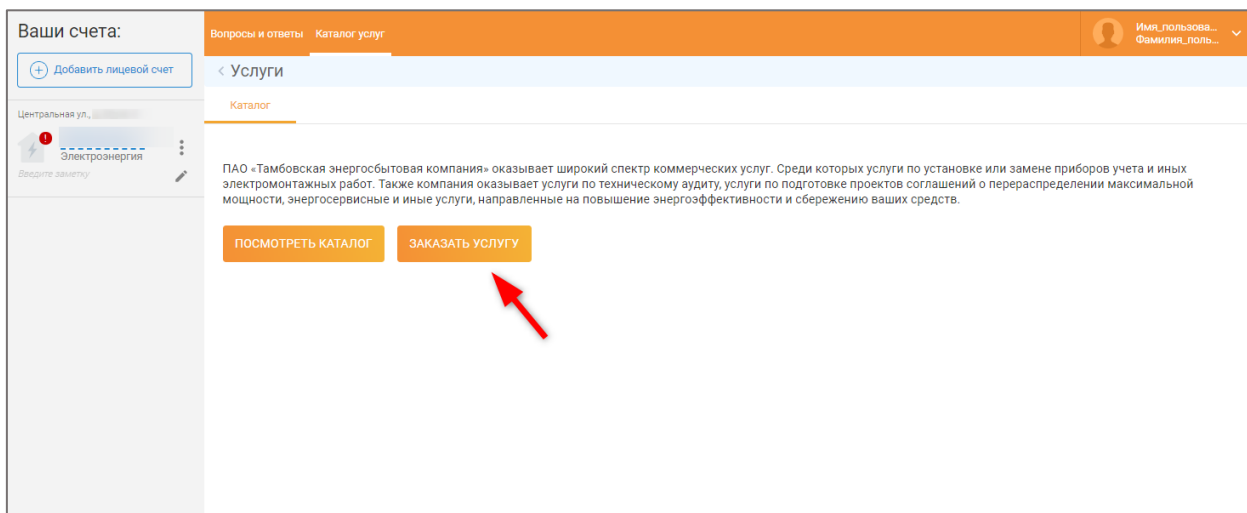 Ваши счета:
Добавить лицевой счет
Центральная ул.,
Электроэнергия
Введите заметку
Вопросы и ответы Каталог услуг
Имя_пользова...
Фамилия_поль...
< Услуги
Каталог
ПАО «Тамбовская энергосбытовая компания» оказывает широкий спектр коммерческих услуг. Среди которых услуги по установке или замене приборов учета и иных
электромонтажных работ. Также компания оказывает услуги по техническому аудиту, услуги по подготовке проектов соглашений о перераспределении максимальной
мощности, энергосервисные и иные услуги, направленные на повышение энергоэффективности и сбережению ваших средств.
ПОСМОТРЕТЬ КАТАЛОГ ЗАКАЗАТЬ УСЛУГУ